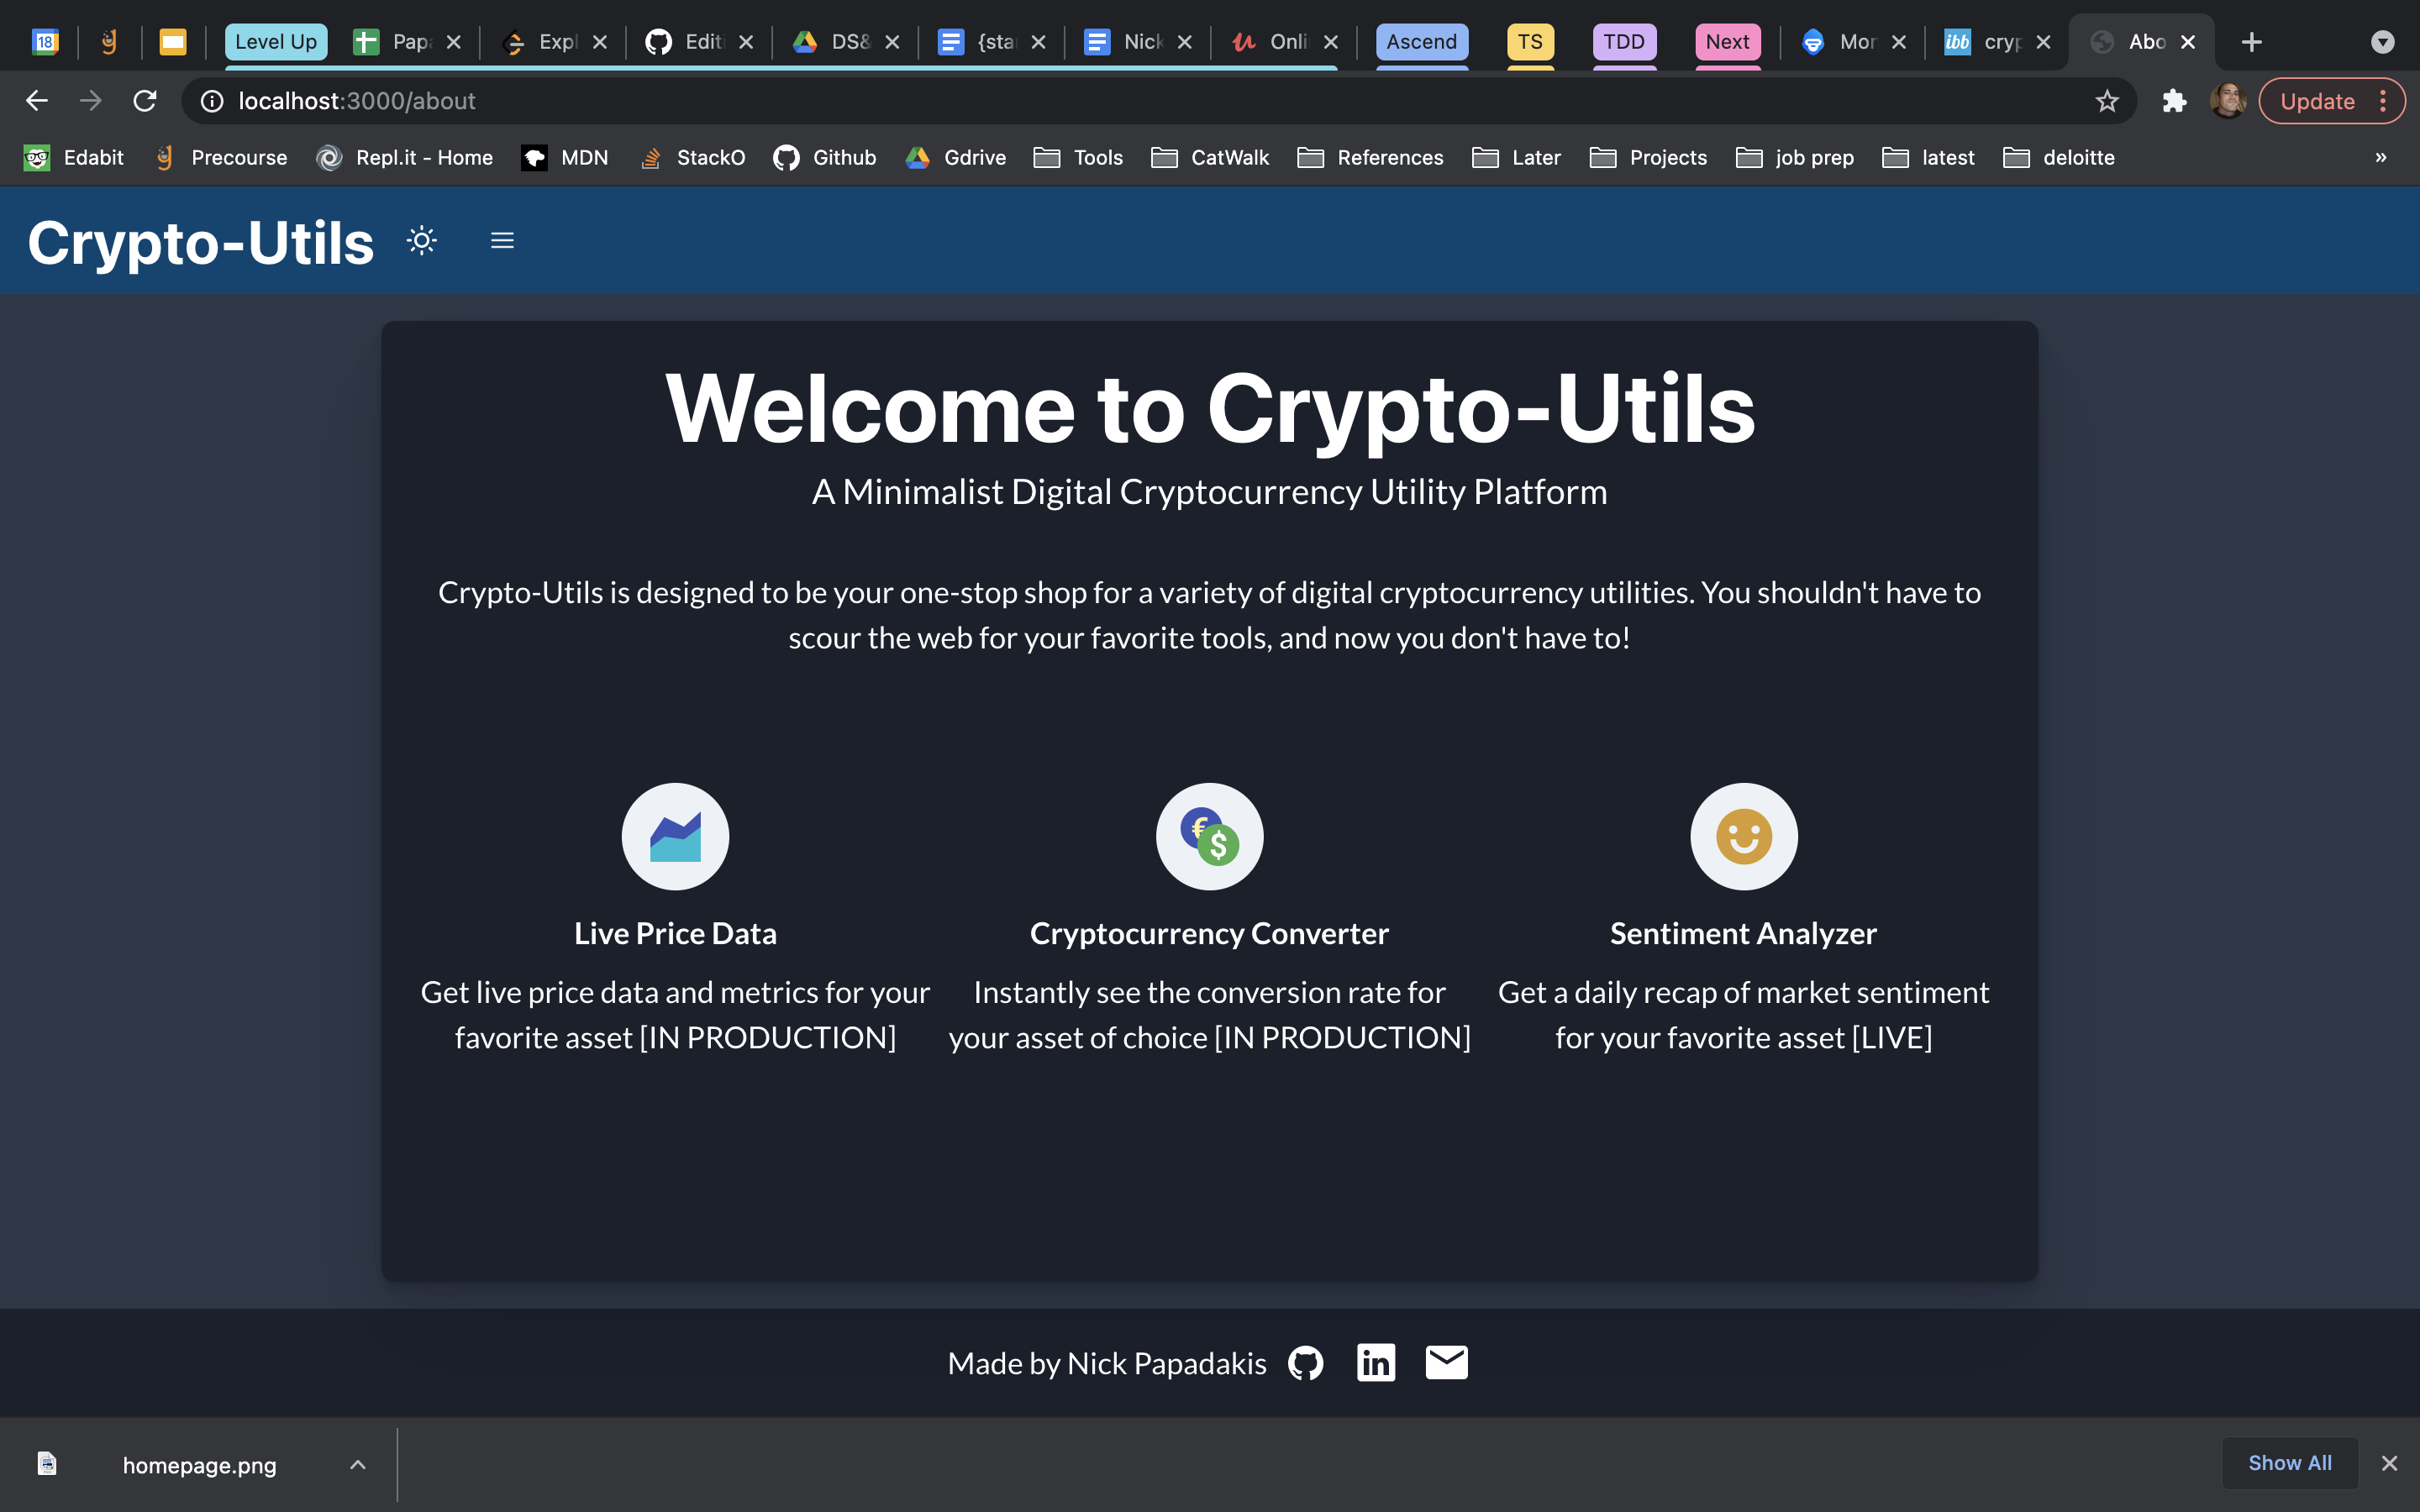 18 Level Up Pap Expl Edit DS& {sta Nick Onli Ascend TS TDD Next Mor ibb cryp Abo
localhost:3000/about Update
Edabit Precourse Repl.it - Home MDN StackO Github Gdrive Tools CatWalk References Later Projects job prep latest deloitte »
Crypto-Utils
Welcome to Crypto-Utils
A Minimalist Digital Cryptocurrency Utility Platform
Crypto-Utils is designed to be your one-stop shop for a variety of digital cryptocurrency utilities. You shouldn't have to
scour the web for your favorite tools, and now you don't have to!
Live Price Data
Get live price data and metrics for your
favorite asset [IN PRODUCTION]
€ $
Cryptocurrency Converter
Instantly see the conversion rate for
your asset of choice [IN PRODUCTION]
Sentiment Analyzer
Get a daily recap of market sentiment
for your favorite asset [LIVE]
Made by Nick Papadakis in
homepage.png Show All